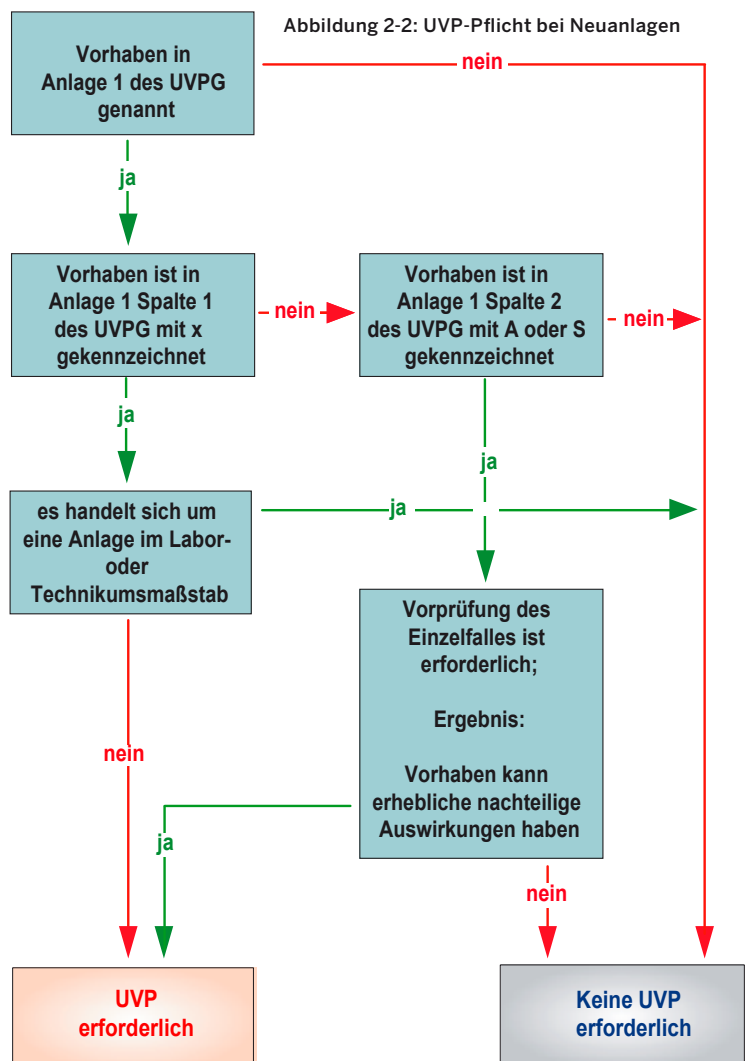 Abbildung 2-2: UVP-Pflicht bei Neuanlagen
Vorhaben in
Anlage 1 des UVPG
genannt
nein
ja
Vorhaben ist in
Anlage 1 Spalte 1
des UVPG mit x
gekennzeichnet
nein
Vorhaben ist in
Anlage 1 Spalte 2
des UVPG mit A oder S
gekennzeichnet
nein
ja
ja
es handelt sich um
eine Anlage im Labor-
oder
Technikumsmaßstab
ja
Vorprüfung des
Einzelfalles ist
erforderlich;
Ergebnis:
Vorhaben kann
erhebliche nachteilige
Auswirkungen haben
nein
ja
nein
UVP
erforderlich
Keine UVP
erforderlich